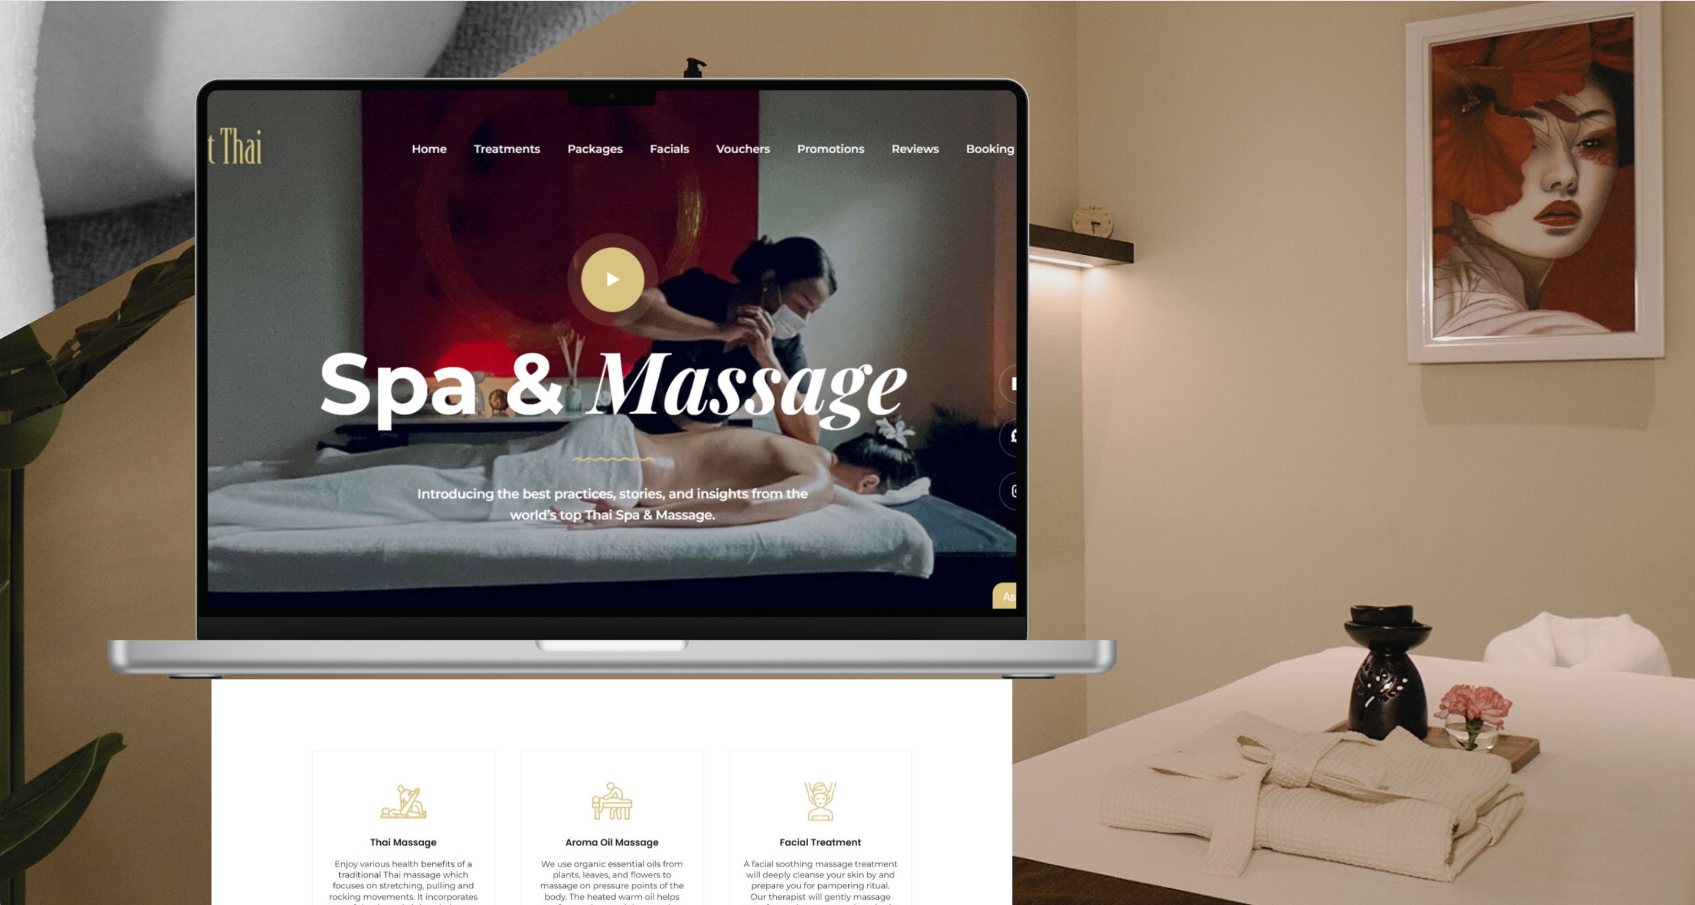 t Thai
Home Treatments Packages Facials Vouchers Promotions Reviews Booking
Spa & Massage
Introducing the best practices, stories, and insights from the
world's top Thai Spa & Massage.
As
Thai Massage
Enjoy various health benefits of a
traditional Thai massage which
focuses on stretching, pulling and
rocking movements. It incorporates
Aroma Oil Massage
We use organic essential oils from
plants, leaves, and flowers to
massage on pressure points of the
body. The heated warm oil helps
Facial Treatment
A facial soothing massage treatment
will deeply cleanse your skin by and
prepare you for pampering ritual.
Our therapist will gently massage